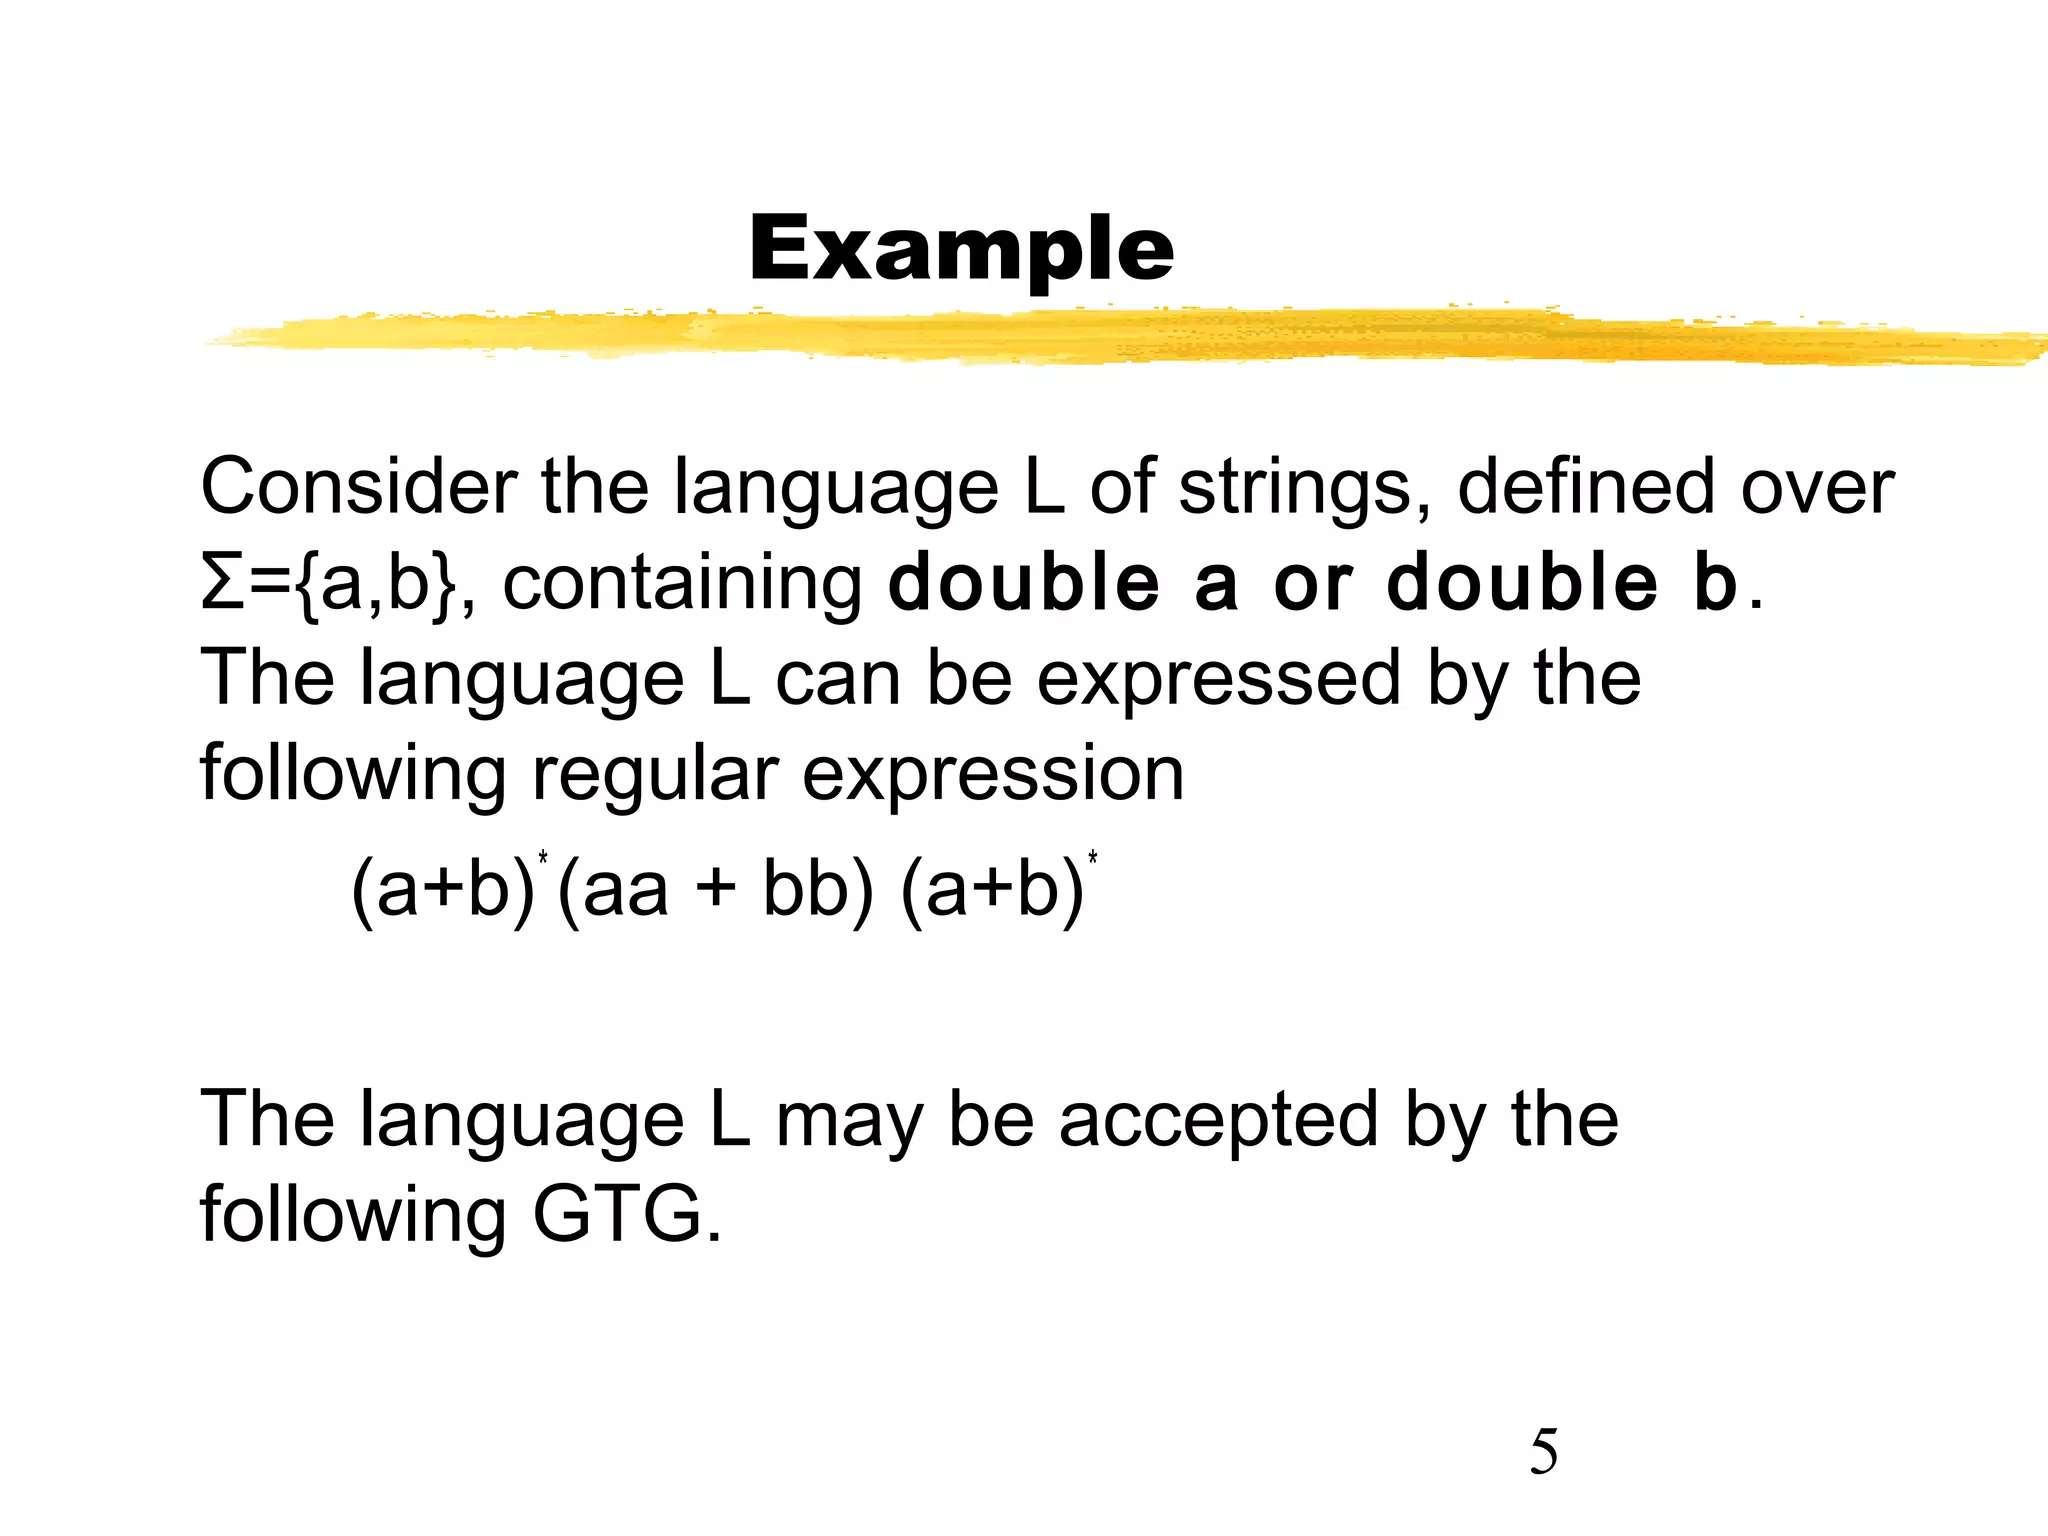 Example
Consider the language L of strings, defined over
Σ={a,b}, containing double a or double b.
The language L can be expressed by the
following regular expression
(a+b)*(aa + bb) (a+b)*
The language L may be accepted by the
following GTG.
5